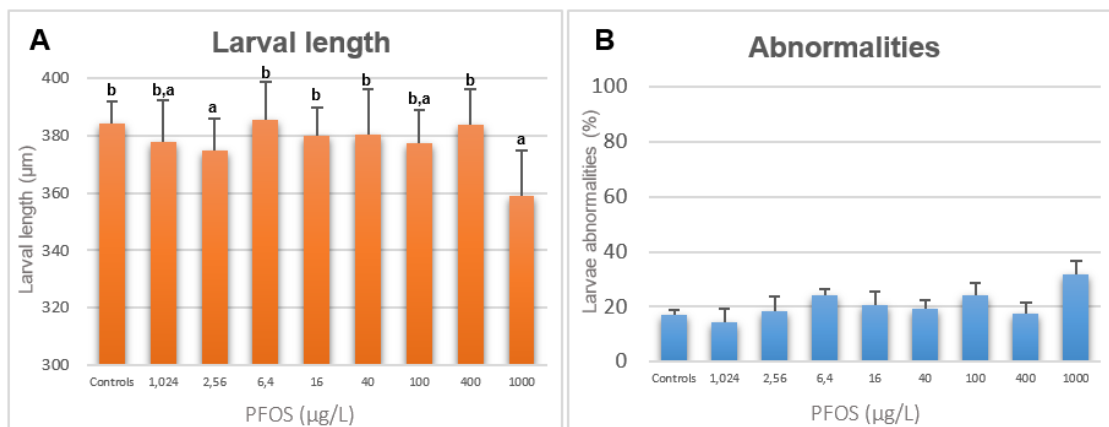 A
Larval length
Larval length (µm)
400
380
360
340
320
300
b
b,a
a
b
b
b
b,a
b
a
Controls 1,024 2,56 6,4 16 40 100 400 1000
PFOS (µg/L)
B
Abnormalities
Larvae abnormalities (%)
100
80
60
40
20
0
Controls 1,024 2,56 6,4 16 40 100 400 1000
PFOS (µg/L)